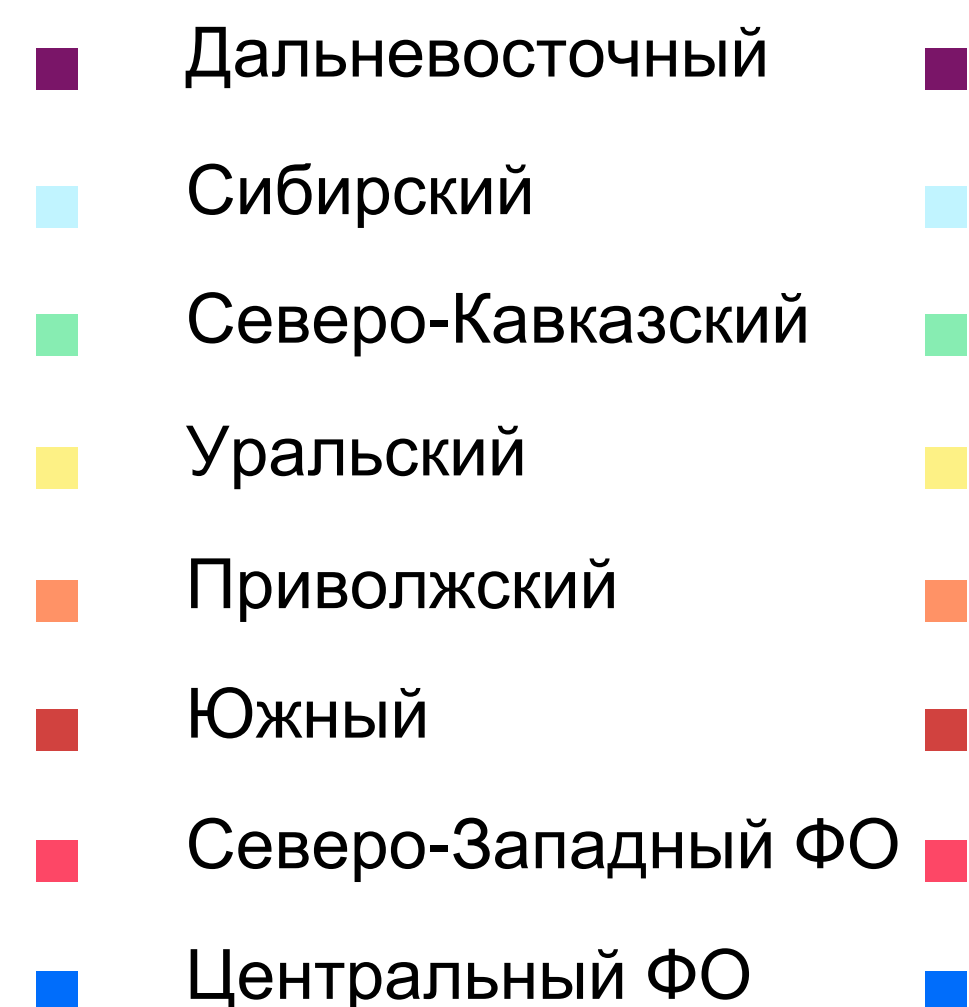 Дальневосточный
Сибирский
Северо-Кавказский
Уральский
Приволжский
Южный
Северо-Западный ФО
Центральный ФО